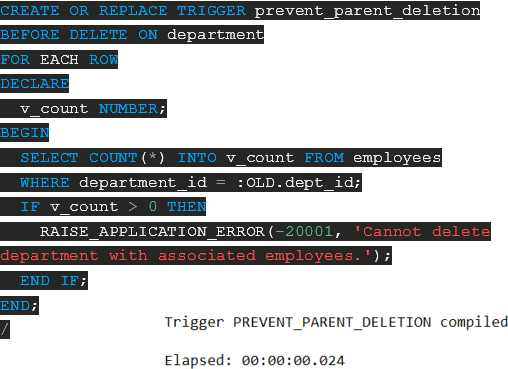 CREATE OR REPLACE TRIGGER prevent_parent_deletion
BEFORE DELETE ON department
FOR EACH ROW
DECLARE
  v_count NUMBER;
BEGIN
  SELECT COUNT(*) INTO v_count FROM employees
  WHERE department_id = :OLD.dept_id;
  IF v_count > 0 THEN
    RAISE_APPLICATION_ERROR(-20001, 'Cannot delete
department with associated employees.');
  END IF;
END;
/
Trigger PREVENT_PARENT_DELETION compiled
Elapsed: 00:00:00.024